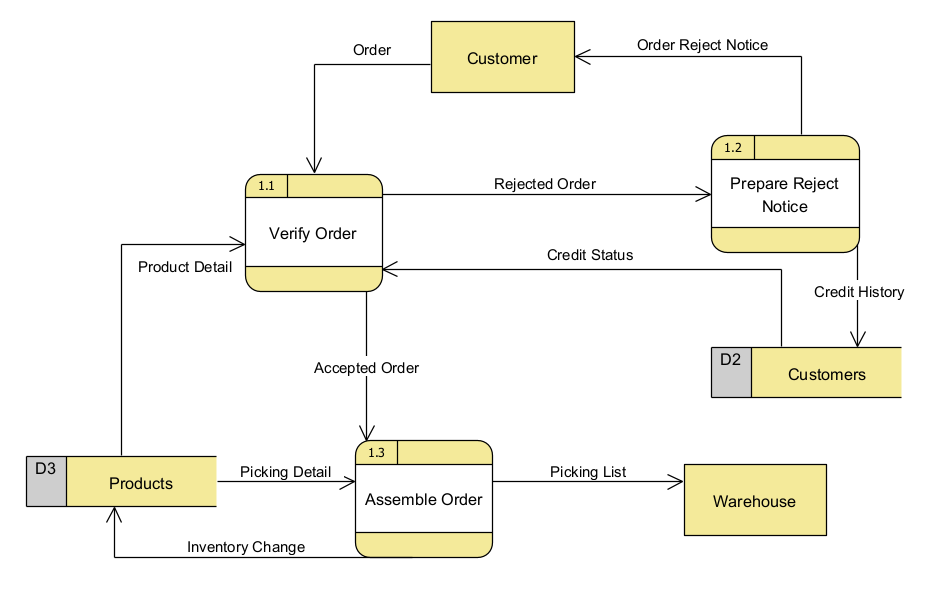 Order
Customer
Order Reject Notice
1.2
Prepare Reject
Notice
1.1
Rejected Order
Verify Order
Product Detail
Credit Status
Credit History
D2
Customers
Accepted Order
1.3
D3
Products
Picking Detail
Assemble Order
Picking List
Warehouse
Inventory Change